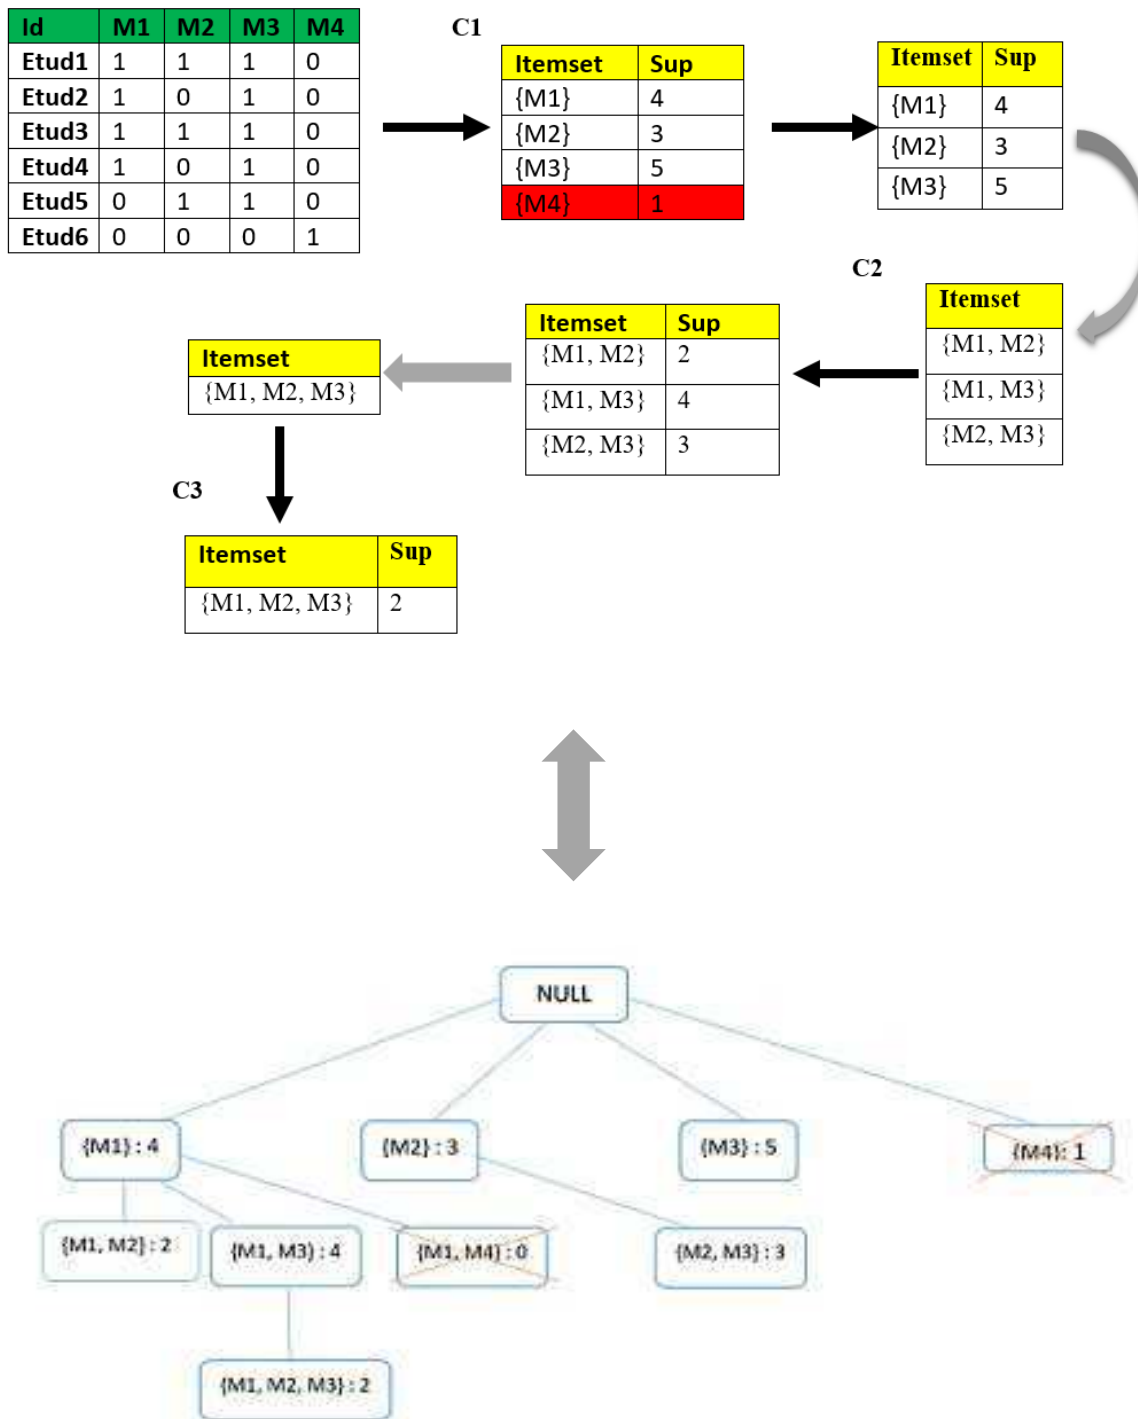 Id M1 M2 M3 M4
Etud1 1 1 1 0
Etud2 1 0 1 0
Etud3 1 1 1 0
Etud4 1 0 1 0
Etud5 0 1 1 0
Etud6 0 0 0 1
C1
Itemset Sup
{M1} 4
{M2} 3
{M3} 5
{M4} 1
Itemset Sup
{M1} 4
{M2} 3
{M3} 5
C2
Itemset
{M1, M2}
{M1, M3}
{M2, M3}
Itemset Sup
{M1, M2} 2
{M1, M3} 4
{M2, M3} 3
Itemset
{M1, M2, M3}
C3
Itemset Sup
{M1, M2, M3} 2
NULL
{M1} : 4
{M2} : 3
{M3} : 5
{M4}: 1
{M1, M2} : 2
{M1, M3} : 4
{M1, M4} : 0
{M2, M3} : 3
{M1, M2, M3} : 2